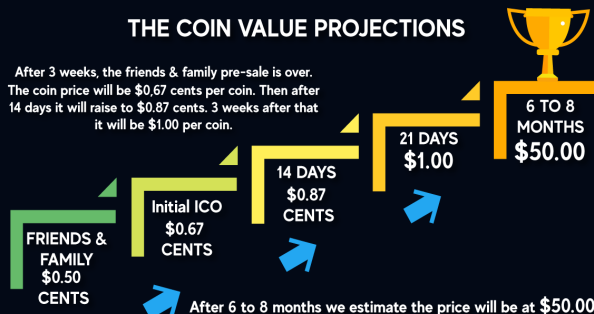 THE COIN VALUE PROJECTIONS
After 3 weeks, the friends & family pre-sale is over.
The coin price will be $0,67 cents per coin. Then after
14 days it will raise to $0.87 cents. 3 weeks after that
it will be $1.00 per coin.
FRIENDS &
FAMILY
$0.50
CENTS
Initial ICO
$0.67
CENTS
14 DAYS
$0.87
CENTS
21 DAYS
$1.00
6 TO 8
MONTHS
$50.00
After 6 to 8 months we estimate the price will be at $50.00